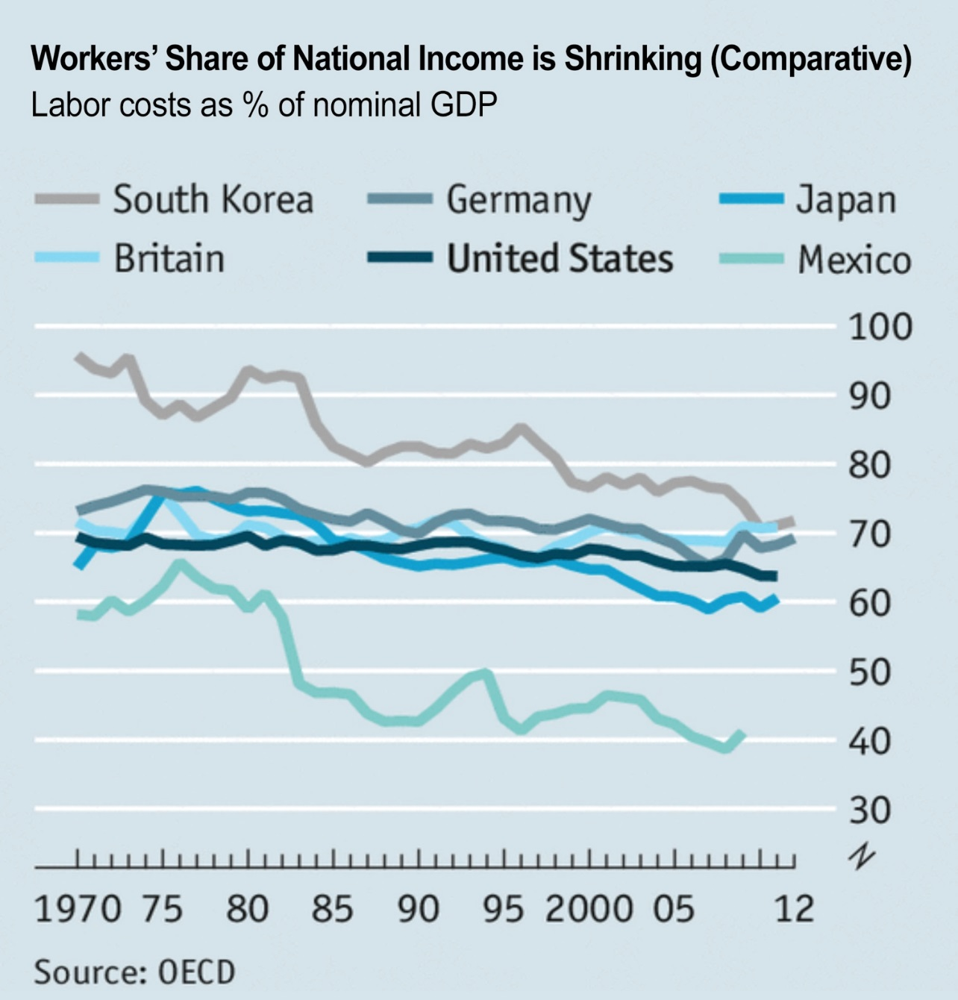 Workers’ Share of National Income is Shrinking (Comparative)
Labor costs as % of nominal GDP
South Korea Germany Japan
Britain United States Mexico
100
90
80
70
60
50
40
30
1970 75 80 85 90 95 2000 05 12
Source: OECD